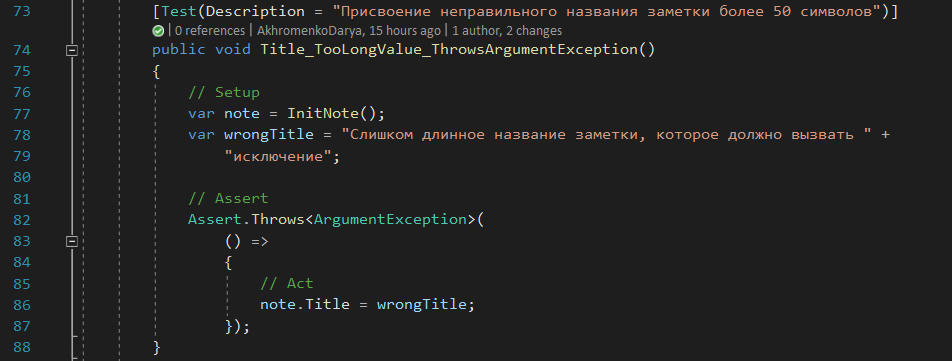 73 [Test(Description = "Присвоение неправильного названия заметки более 50 символов")]
| 0 references | AkhromenkoDarya, 15 hours ago | 1 author, 2 changes
74 public void Title_TooLongValue_ThrowsArgumentException()
75 {
76 // Setup
77 var note = InitNote();
78 var wrongTitle = "Слишком длинное название заметки, которое должно вызвать " +
79 "исключение";
80
81 // Assert
82 Assert.Throws<ArgumentException>(
83 () =>
84 {
85 // Act
86 note.Title = wrongTitle;
87 });
88 }